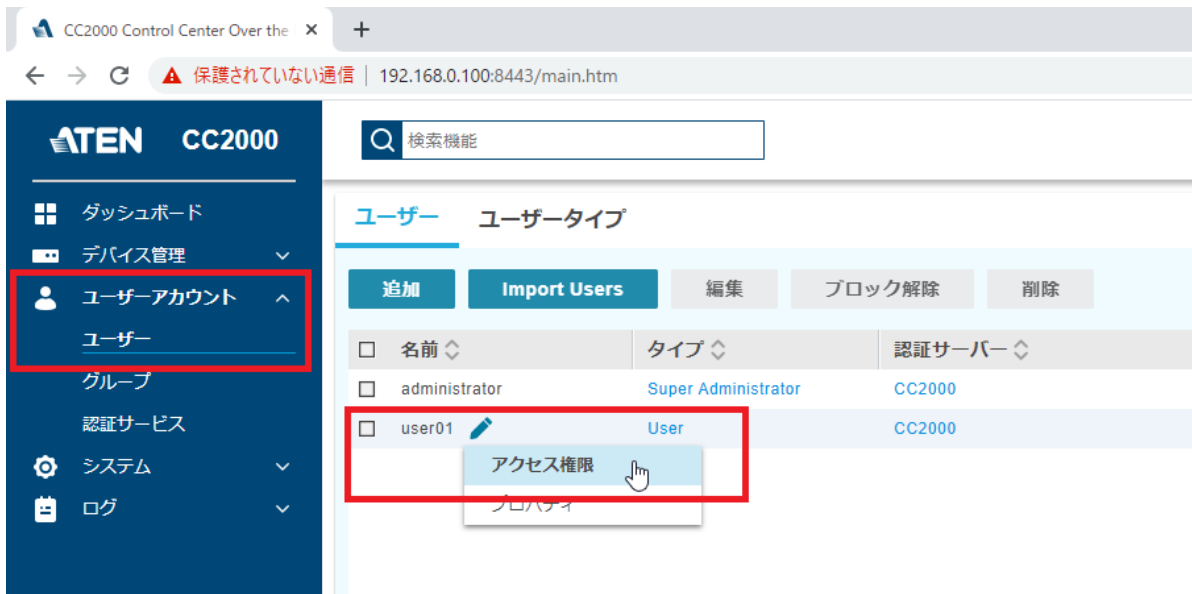 CC2000 Control Center Over the
保護されていない通信 | 192.168.0.100:8443/main.htm
ATEN CC2000
検索機能
ダッシュボード
デバイス管理
ユーザーアカウント
ユーザー
グループ
認証サービス
システム
ログ
ユーザー ユーザータイプ
追加 Import Users 編集 ブロック解除 削除
名前 タイプ 認証サーバー
administrator Super Administrator CC2000
user01 User CC2000
アクセス権限
プロパティ